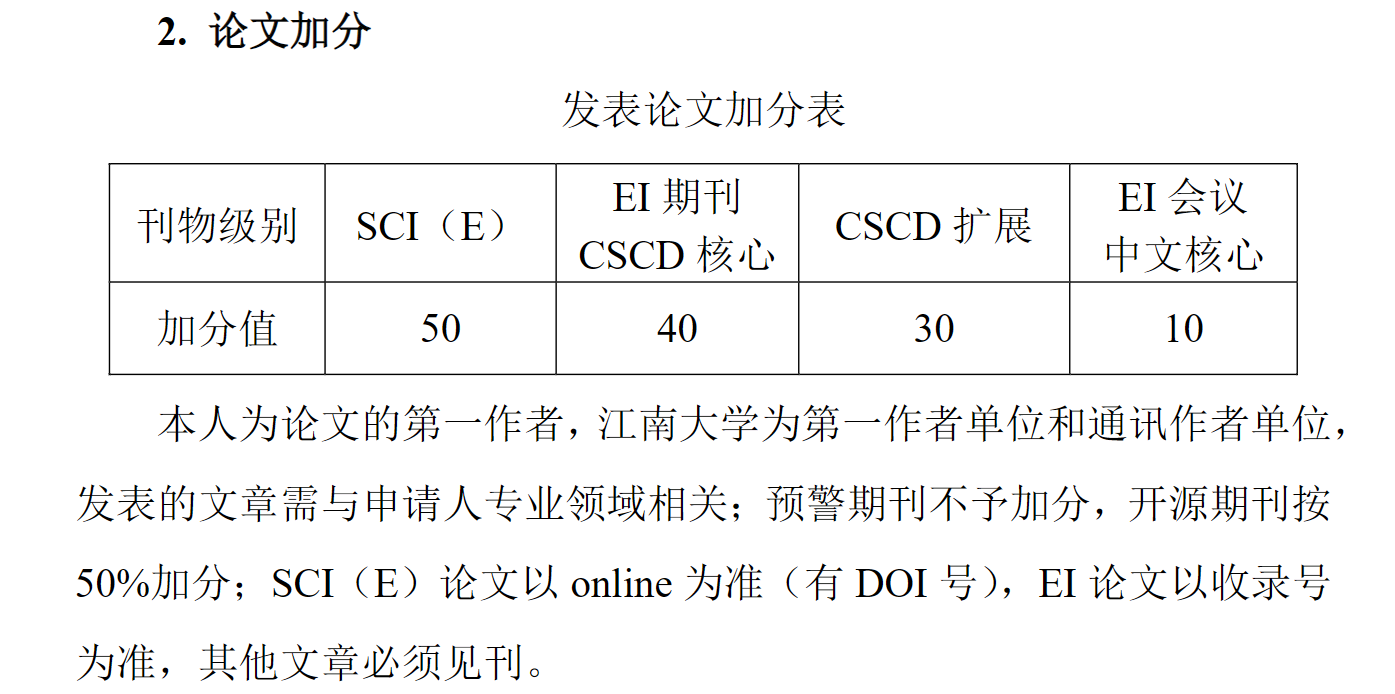 2. 论文加分
发表论文加分表
刊物级别 SCI（E） EI 期刊 CSCD 核心 CSCD 扩展 EI 会议 中文核心
加分值 50 40 30 10
本人为论文的第一作者，江南大学为第一作者单位和通讯作者单位，
发表的文章需与申请人专业领域相关；预警期刊不予加分，开源期刊按
50%加分；SCI（E）论文以 online 为准（有 DOI 号），EI 论文以收录号
为准，其他文章必须见刊。